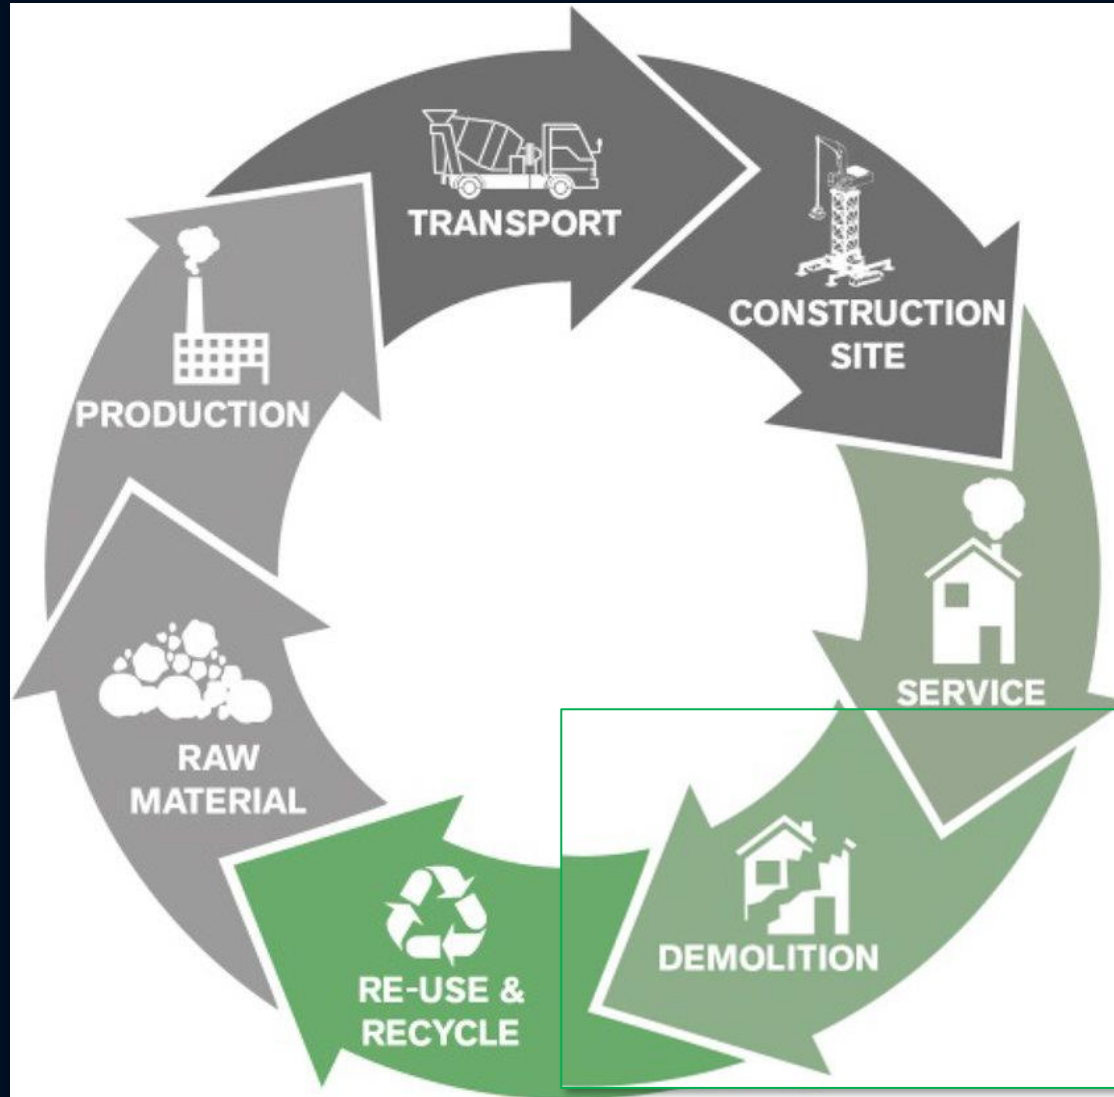 TRANSPORT
CONSTRUCTION
SITE
SERVICE
DEMOLITION
RE-USE &
RECYCLE
RAW
MATERIAL
PRODUCTION